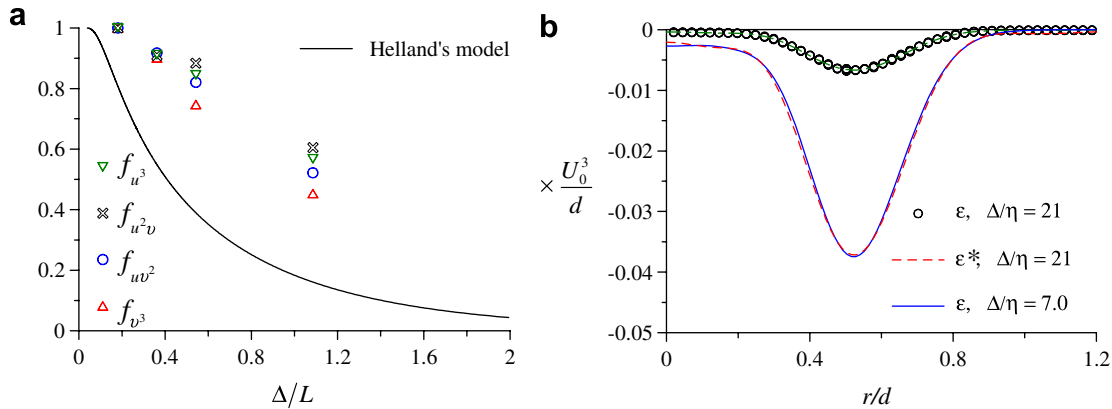 a
1
0.8
0.6
0.4
0.2
0
Helland's model
f_{u^3}
f_{u^2υ}
f_{uυ^2}
f_{υ^3}
0 0.4 0.8 1.2 1.6 2
Δ/L
b
-0
-0.01
-0.02
-0.03
-0.04
-0.05
× U_0^3/d
ε, Δ/η = 21
ε*, Δ/η = 21
ε, Δ/η = 7.0
0 0.4 0.8 1.2
r/d